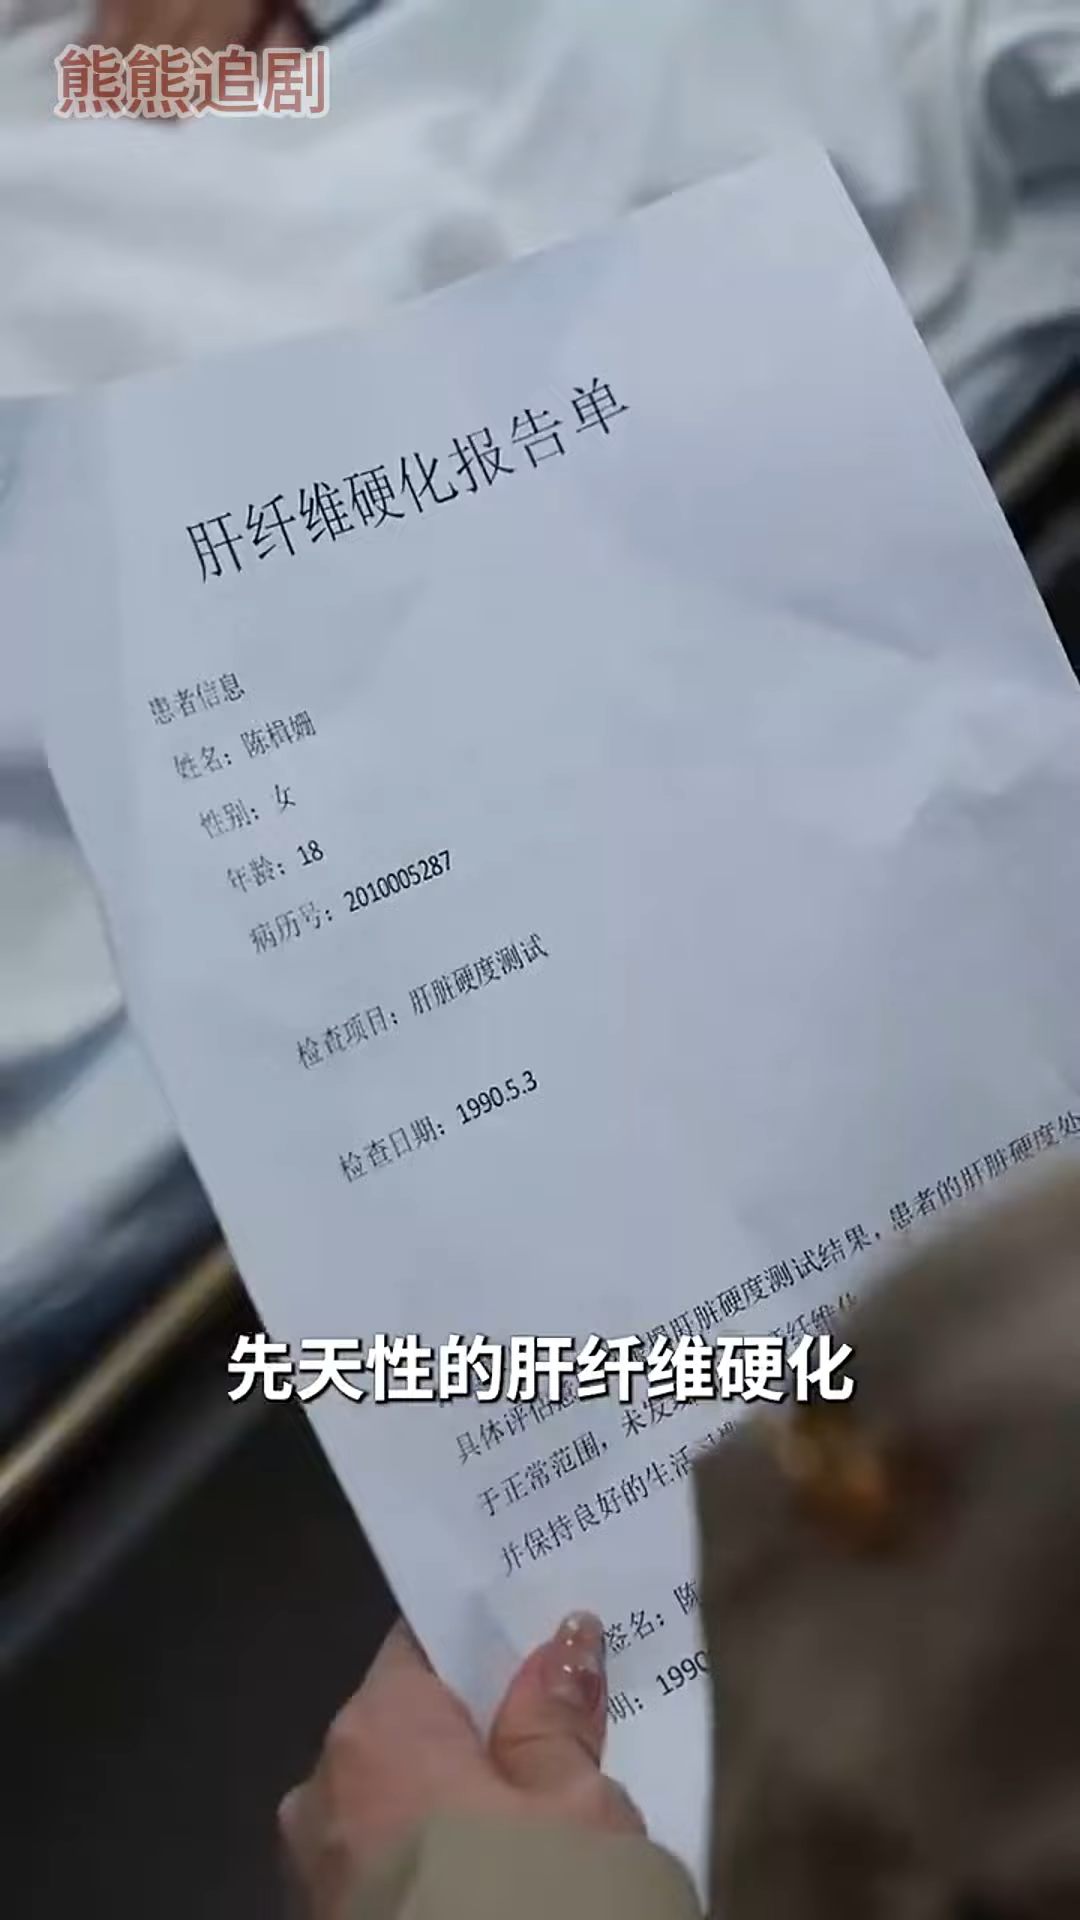 熊熊追剧
肝纤维硬化报告单
患者信息
姓名：陈楫姗
性别：女
年龄：18
病历号：2010005287
检查项目：肝脏硬度测试
检查日期：1990.5.3
肝脏硬度测试结果，患者的肝脏硬度处
先天性的肝纤维硬化
具体评估
于正常范围，未发
并保持良好的生活
签名：陈
期：1990